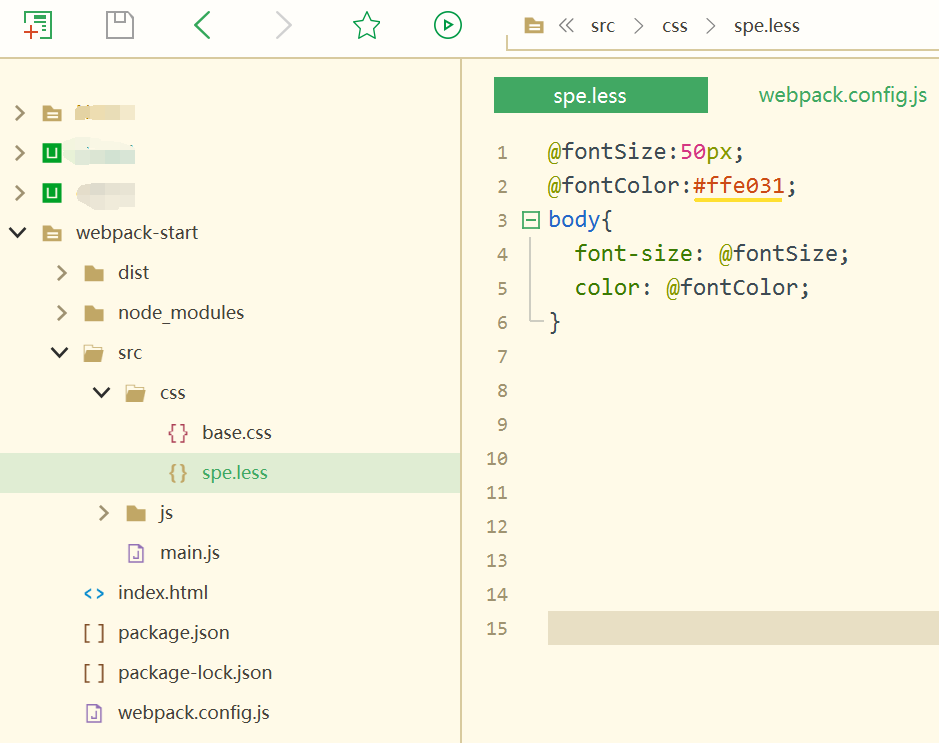 src > css > spe.less
spe.less
webpack.config.js
webpack-start
dist
node_modules
src
css
{} base.css
{} spe.less
js
main.js
<> index.html
[] package.json
[] package-lock.json
webpack.config.js
1 @fontSize:50px;
2 @fontColor:#ffe031;
3 body{
4 font-size: @fontSize;
5 color: @fontColor;
6 }
7
8
9
10
11
12
13
14
15